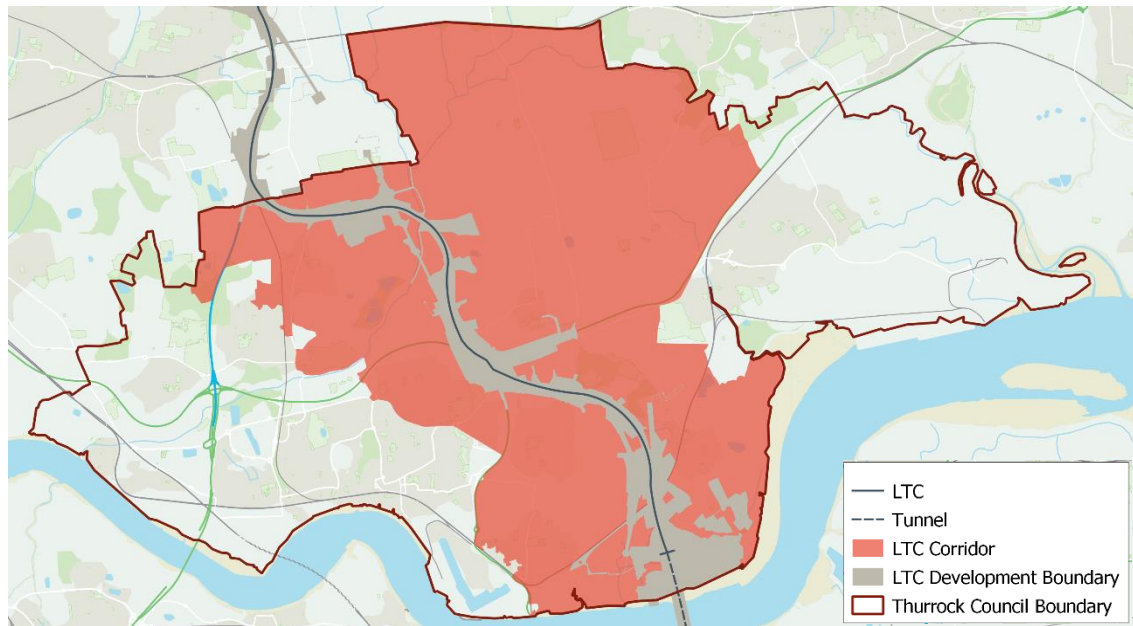 LTC
Tunnel
LTC Corridor
LTC Development Boundary
Thurrock Council Boundary